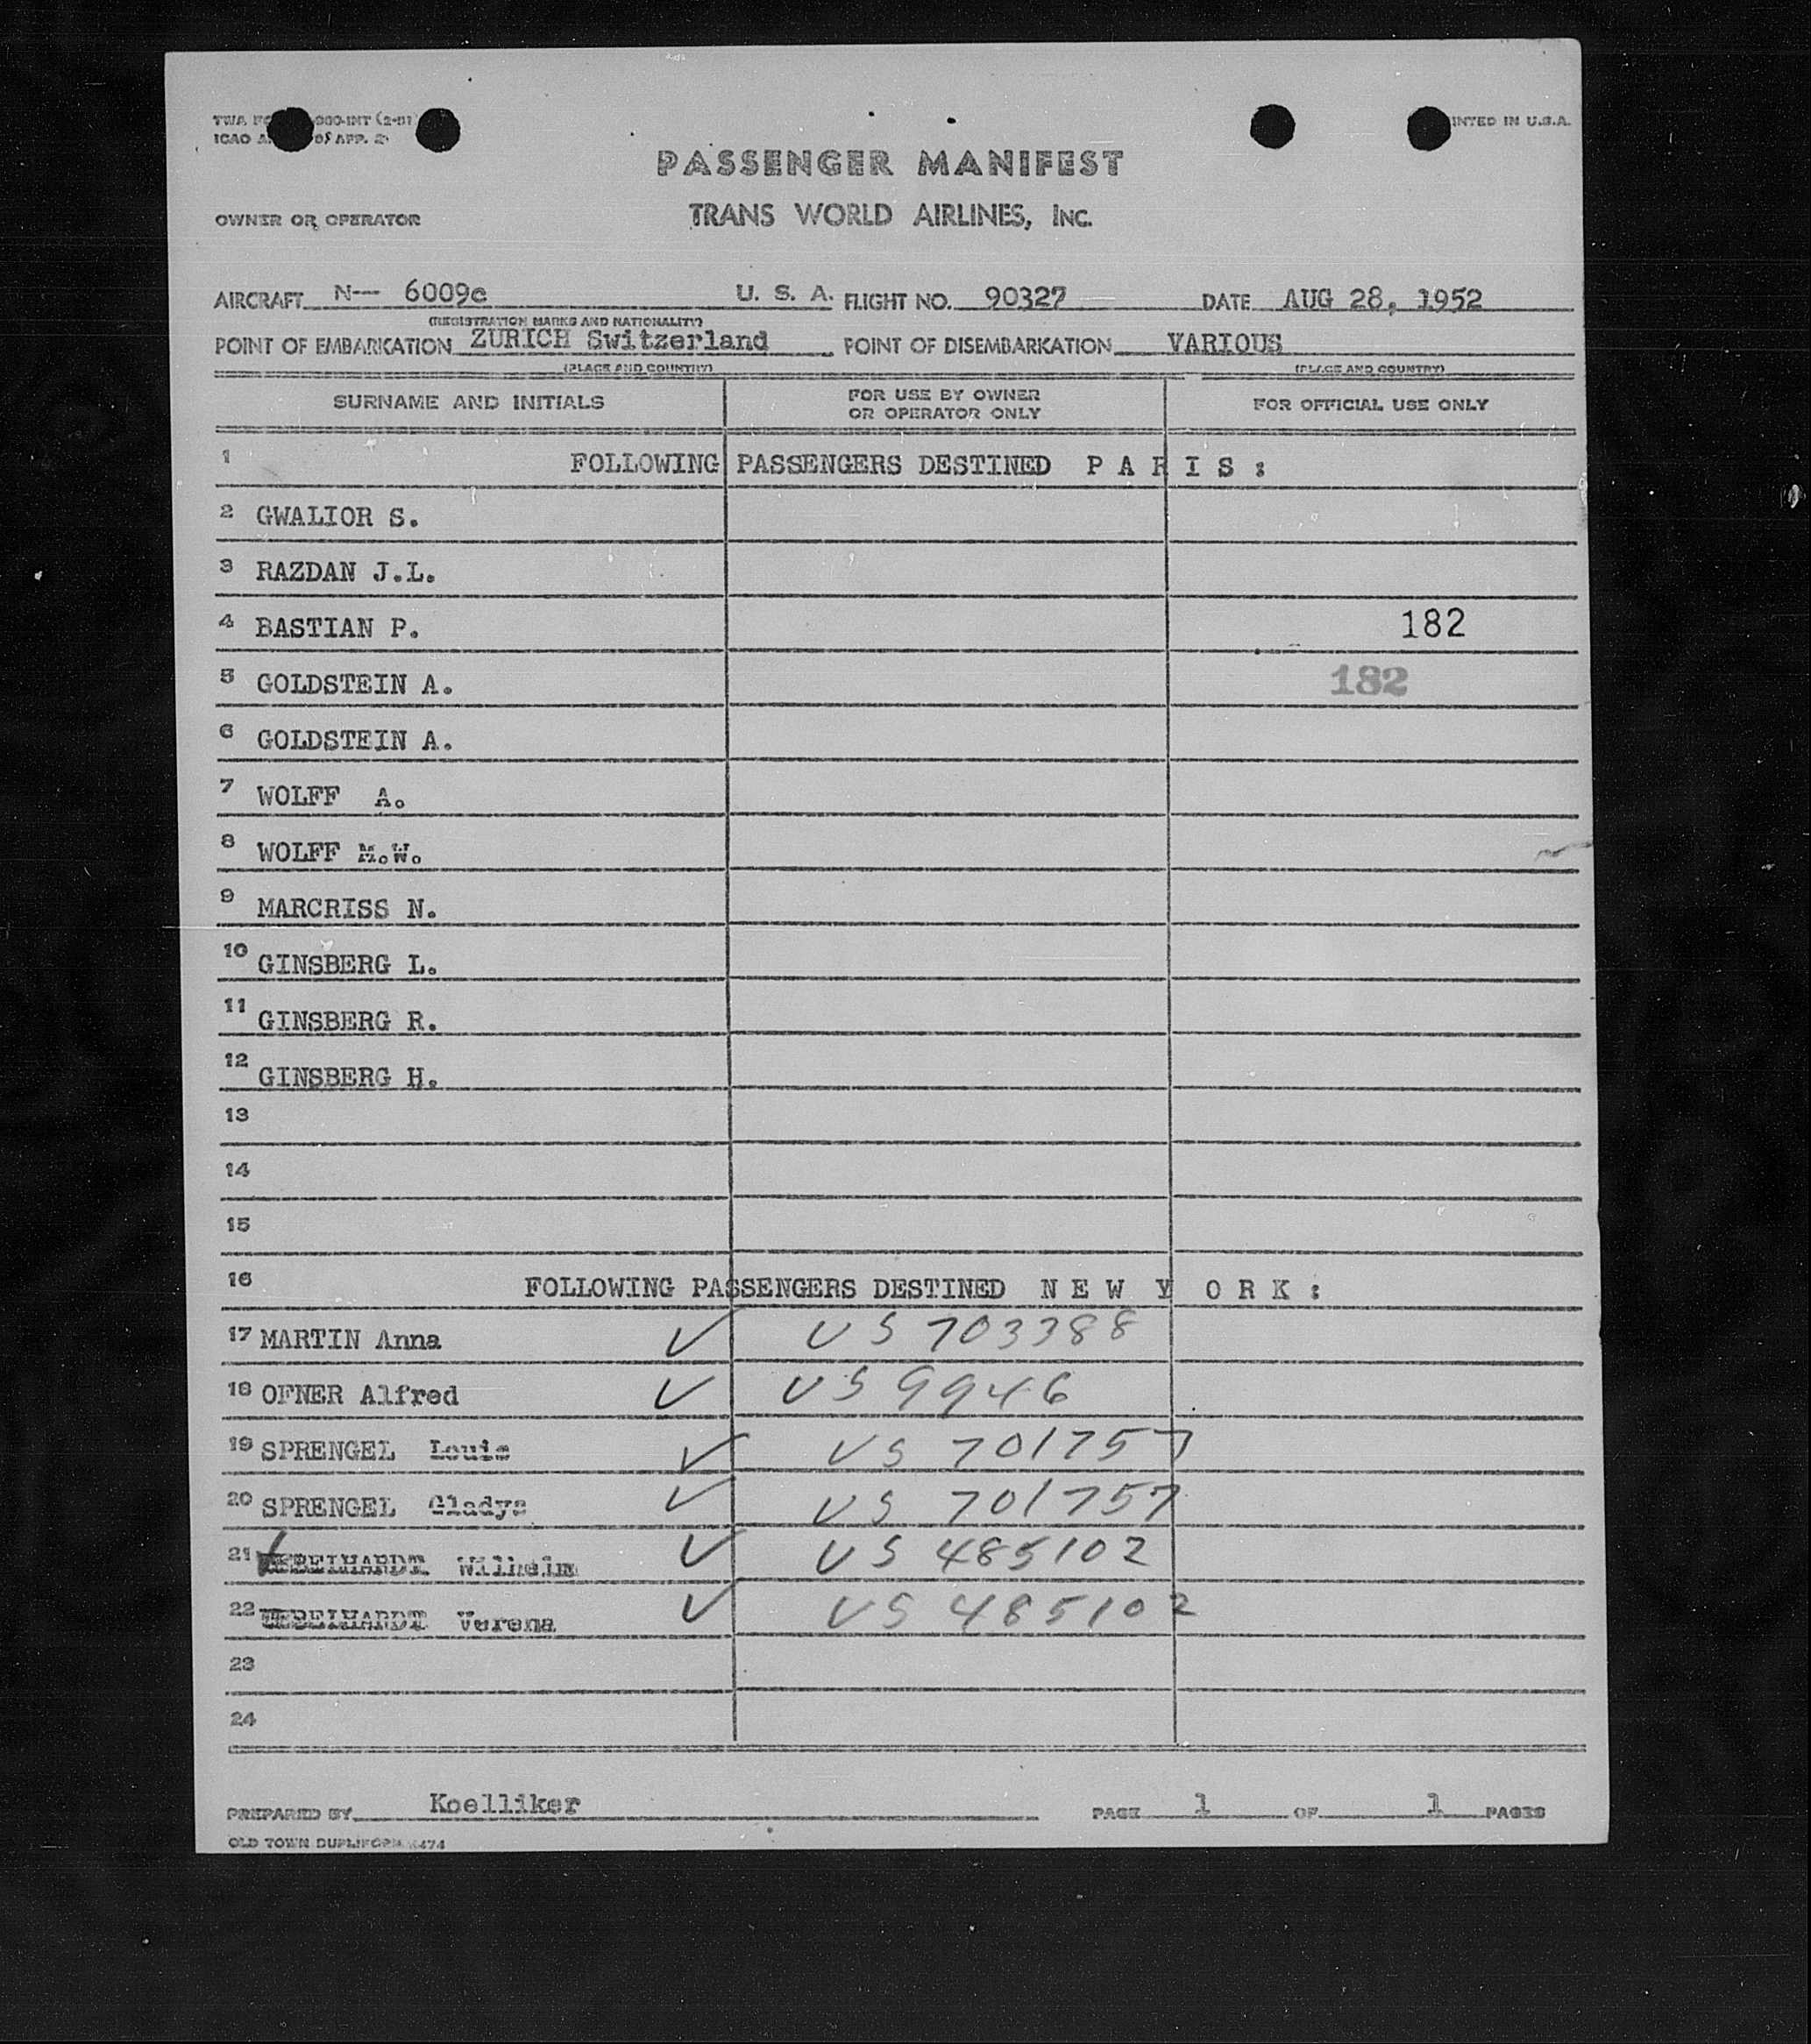 TWA -INT (2-51)
ICAO APP. 2
INTED IN U.S.A.
PASSENGER MANIFEST
OWNER OR OPERATOR TRANS WORLD AIRLINES, INC.
AIRCRAFT N-- 6009c U. S. A. FLIGHT NO. 90327 DATE AUG 28, 1952
(REGISTRATION MARKS AND NATIONALITY)
POINT OF EMBARKATION ZURICH Switzerland POINT OF DISEMBARKATION VARIOUS
(PLACE AND COUNTRY) (PLACE AND COUNTRY)
SURNAME AND INITIALS FOR USE BY OWNER OR OPERATOR ONLY FOR OFFICIAL USE ONLY
1 FOLLOWING PASSENGERS DESTINED P A R I S :
2 GWALIOR S.
3 RAZDAN J.L.
4 BASTIAN P. 182
5 GOLDSTEIN A. 182
6 GOLDSTEIN A.
7 WOLFF A.
8 WOLFF M.W.
9 MARCRISS N.
10 GINSBERG L.
11 GINSBERG R.
12 GINSBERG H.
13
14
15
16 FOLLOWING PASSENGERS DESTINED N E W Y O R K :
17 MARTIN Anna ✓ US 703388
18 OFNER Alfred ✓ US 9946
19 SPRENGEL Louis ✓ US 701757
20 SPRENGEL Gladys ✓ US 701757
21 Wilhelm ✓ US 485102
22 Verena ✓ US 485102
23
24
PREPARED BY Koelliker PAGE 1 OF 1 PAGES
OLD TOWN DUPLIFORM